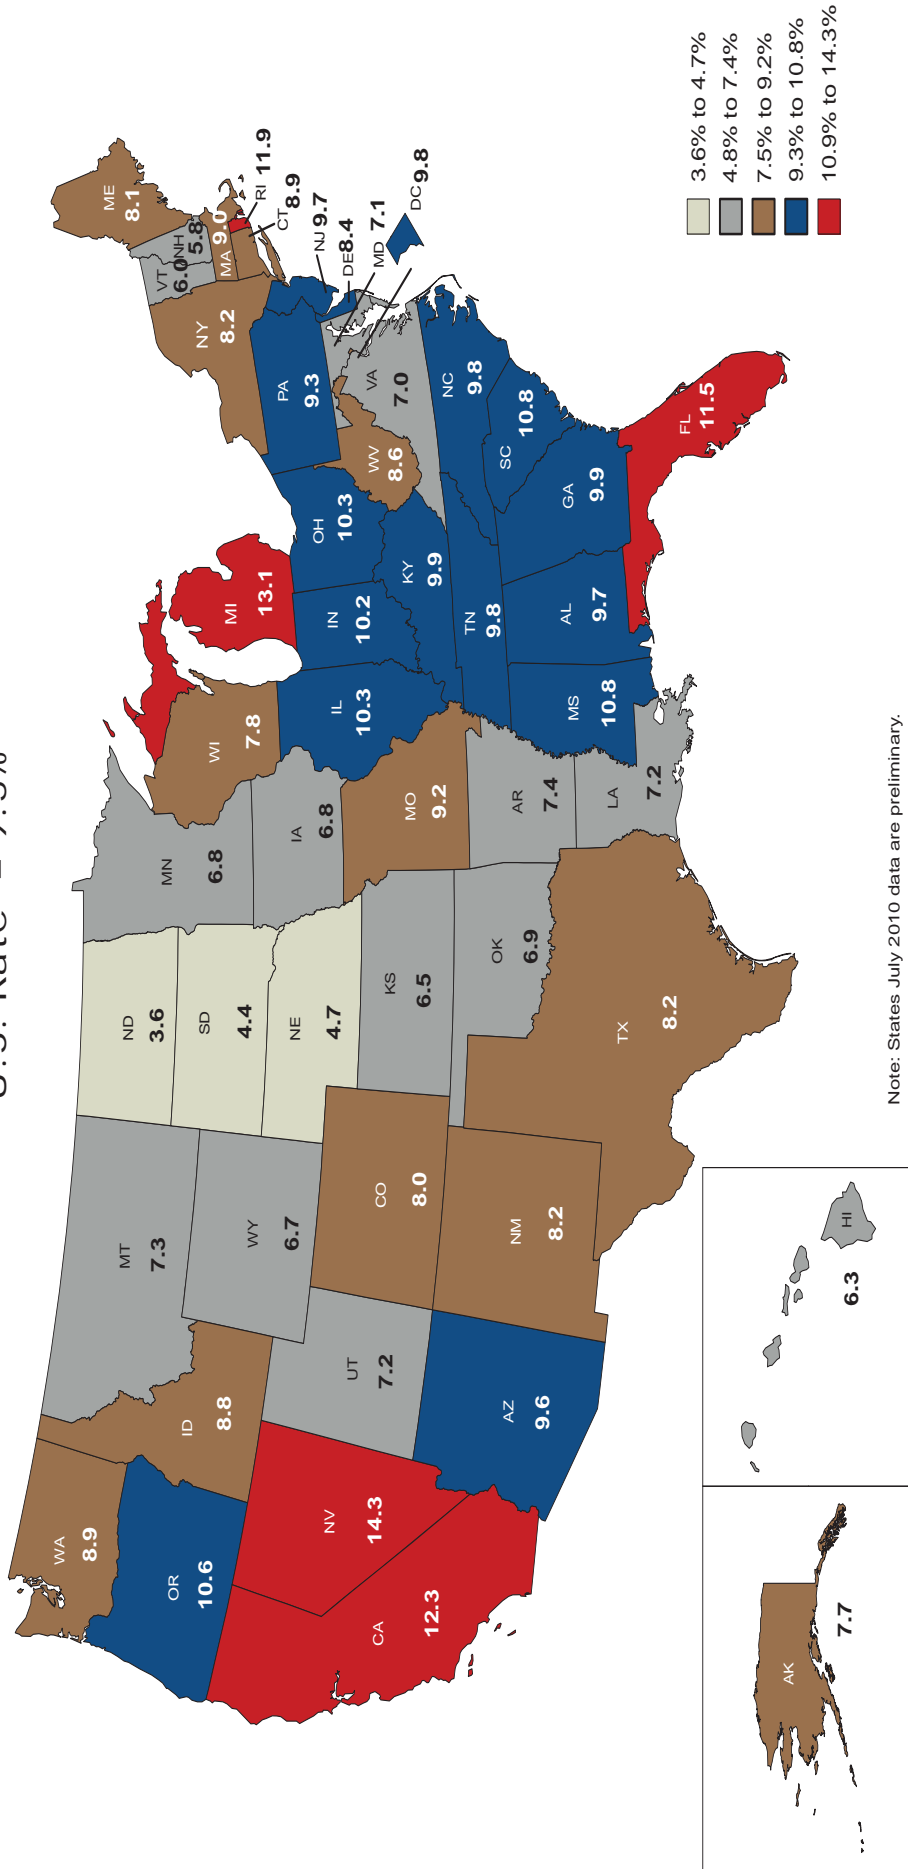 U.S. Rate = 9.5%
WA
8.9
OR
10.6
CA
12.3
NV
14.3
ID
8.8
MT
7.3
WY
6.7
UT
7.2
AZ
9.6
CO
8.0
NM
8.2
ND
3.6
SD
4.4
NE
4.7
KS
6.5
OK
6.9
TX
8.2
MN
6.8
IA
6.8
MO
9.2
AR
7.4
LA
7.2
WI
7.8
IL
10.3
MI
13.1
IN
10.2
OH
10.3
KY
9.9
TN
9.8
MS
10.8
AL
9.7
GA
9.9
FL
11.5
SC
10.8
NC
9.8
VA
7.0
WV
8.6
PA
9.3
NY
8.2
VT
6.0
NH
5.8
ME
8.1
MA 9.0
RI 11.9
CT 8.9
NJ 9.7
DE 8.4
MD 7.1
DC 9.8
AK
7.7
HI
6.3
3.6% to 4.7%
4.8% to 7.4%
7.5% to 9.2%
9.3% to 10.8%
10.9% to 14.3%
Note: States July 2010 data are preliminary.